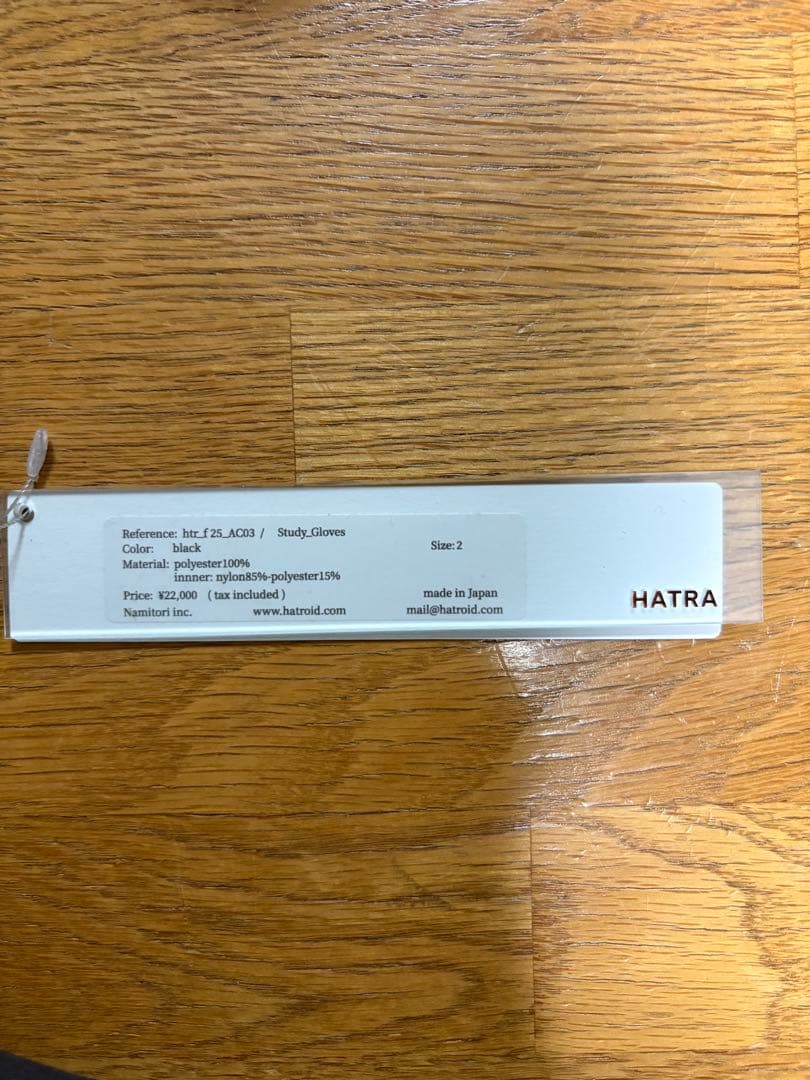 Reference: htr_f 25_AC03 / Study_Gloves
Color: black
Size: 2
Material: polyester100%
innner: nylon85%-polyester15%
Price: ¥22,000 ( tax included )
made in Japan
Namitori inc. www.hatroid.com mail@hatroid.com
HATRA